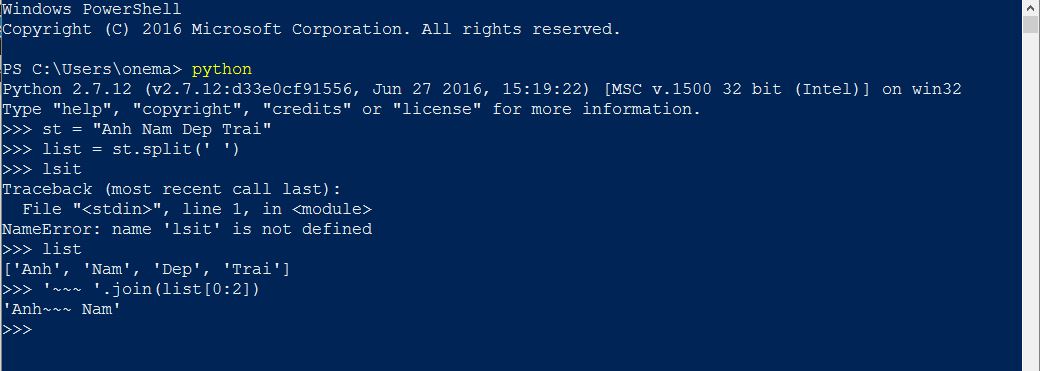 Windows PowerShell
Copyright (C) 2016 Microsoft Corporation. All rights reserved.
PS C:\Users\onema> python
Python 2.7.12 (v2.7.12:d33e0cf91556, Jun 27 2016, 15:19:22) [MSC v.1500 32 bit (Intel)] on win32
Type "help", "copyright", "credits" or "license" for more information.
>>> st = "Anh Nam Dep Trai"
>>> list = st.split(' ')
>>> lsit
Traceback (most recent call last):
  File "<stdin>", line 1, in <module>
NameError: name 'lsit' is not defined
>>> list
['Anh', 'Nam', 'Dep', 'Trai']
>>> '~~~ '.join(list[0:2])
'Anh~~~ Nam'
>>>